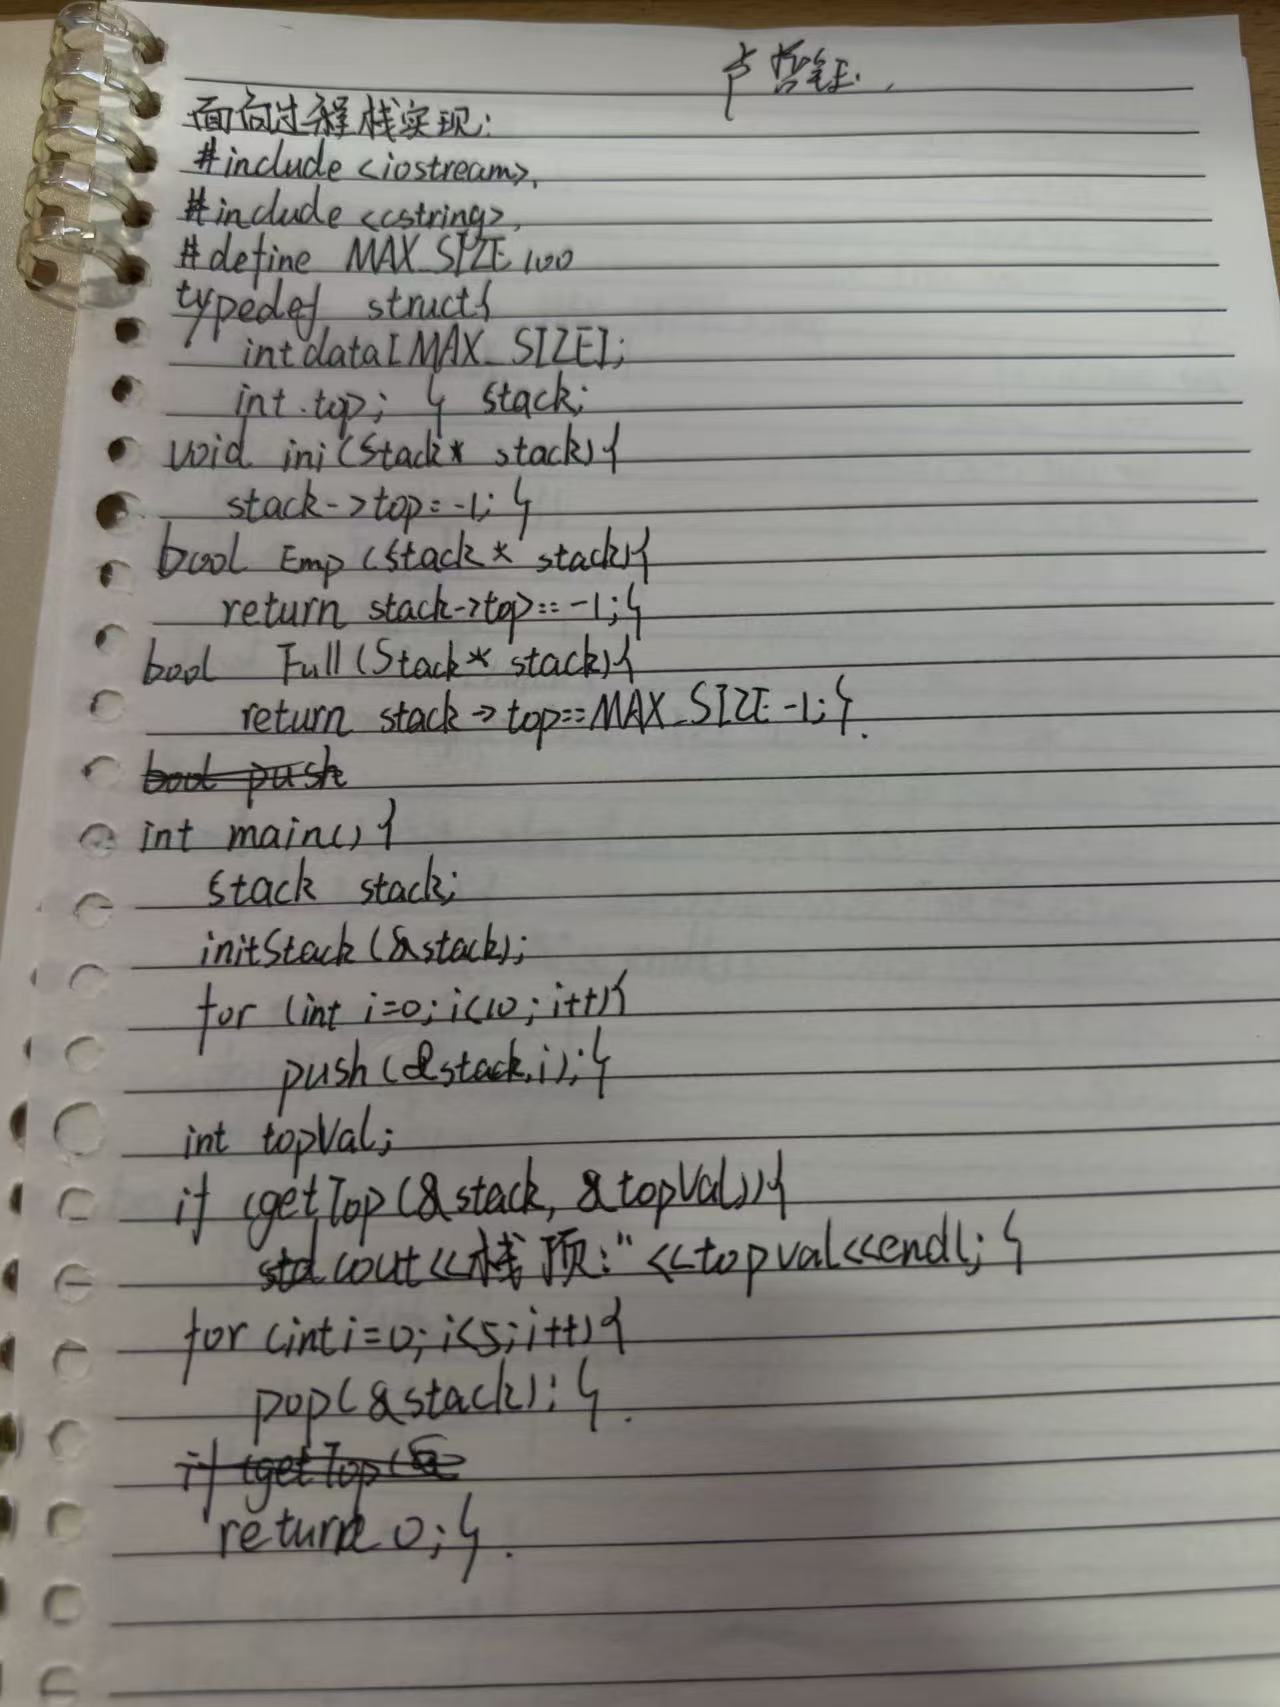 卢哲钰.
面向过程栈实现:
#include <iostream>
#include <cstring>
#define MAX_SIZE 100
typedef struct{
int data[MAX_SIZE];
int top; } stack;
void ini(Stack* stack){
stack->top=-1; }
bool Emp(Stack* stack){
return stack->top==-1; }
bool Full(Stack* stack){
return stack->top==MAX_SIZE-1; }
bool push
int main(){
Stack stack;
initStack(&stack);
for (int i=0; i<10; i++){
push(&stack,i); }
int topVal;
if (getTop(&stack, &topVal)){
std cout<<栈顶:"<<topval<<endl; }
for (int i=0; i<5; i++){
pop(&stack); }
if (getTop(&
return 0; }